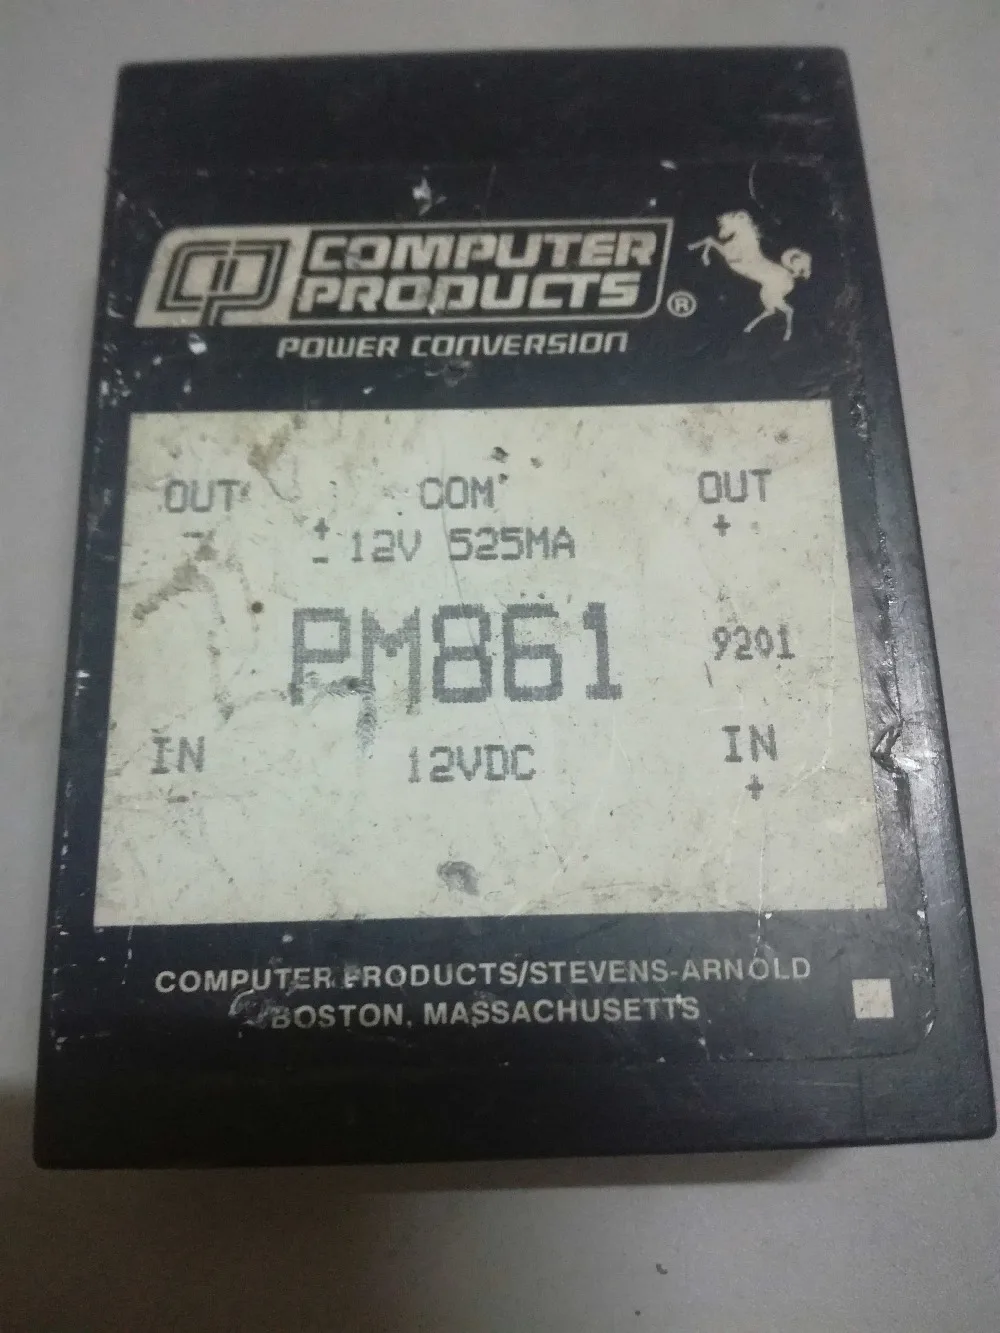 COMPUTER
PRODUCTS ®
POWER CONVERSION
OUT COM OUT
- +
± 12V 525MA
PM861 9201
IN 12VDC IN
- +
COMPUTER PRODUCTS/STEVENS-ARNOLD
BOSTON, MASSACHUSETTS